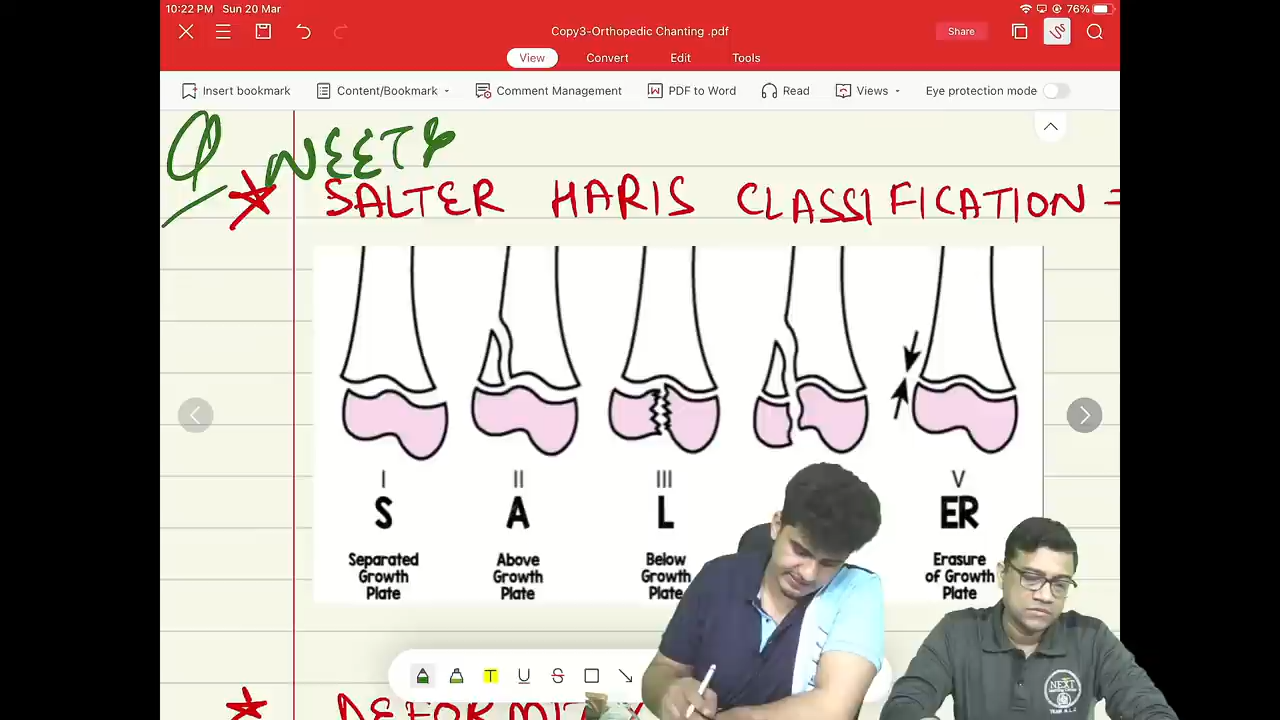 10:22 PM Sun 20 Mar 76%
Copy3-Orthopedic Chanting .pdf
Share
View Convert Edit Tools
Insert bookmark Content/Bookmark Comment Management PDF to Word Read Views Eye protection mode
NEET
SALTER HARIS CLASSIFICATION =
I II III V
S A L ER
Separated Growth Plate
Above Growth Plate
Below Growth Plate
Erasure of Growth Plate
T U S
DEFORMITY
NEXT